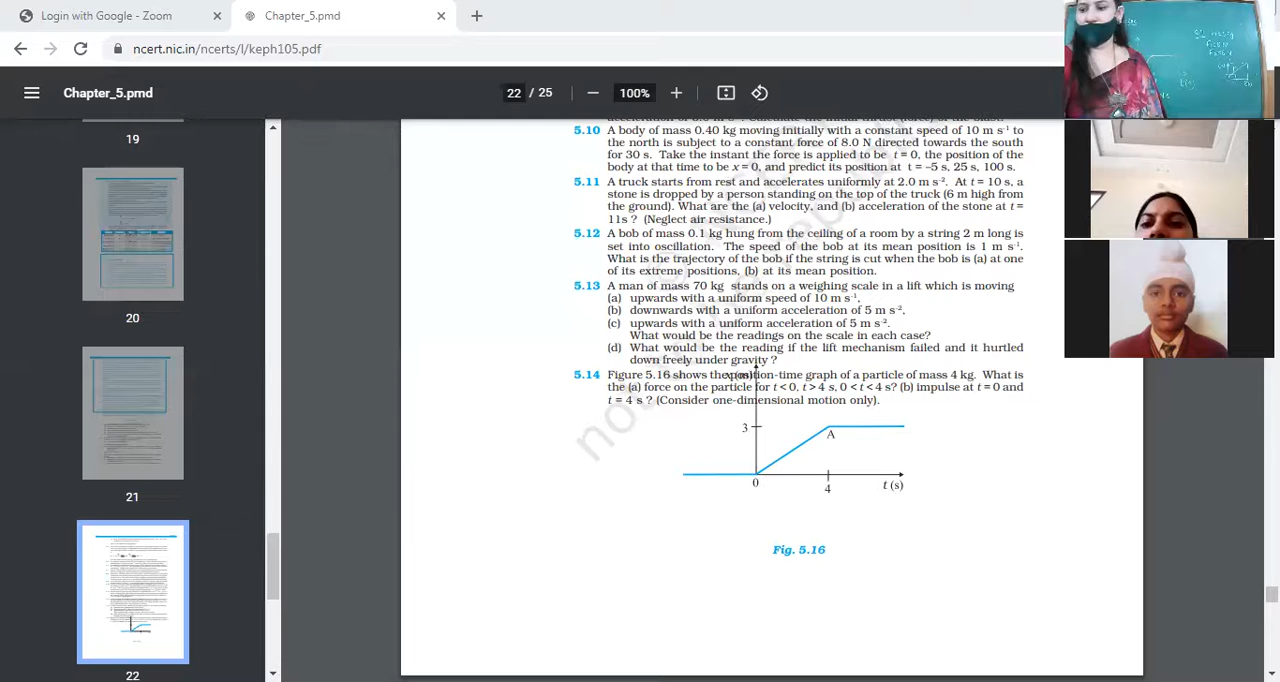 Login with Google - Zoom
Chapter_5.pmd
ncert.nic.in/ncerts/l/keph105.pdf
Chapter_5.pmd
22 / 25
100%
19
20
21
22
5.10 A body of mass 0.40 kg moving initially with a constant speed of 10 m s⁻¹ to
the north is subject to a constant force of 8.0 N directed towards the south
for 30 s. Take the instant the force is applied to be t = 0, the position of the
body at that time to be x = 0, and predict its position at t = –5 s, 25 s, 100 s.
5.11 A truck starts from rest and accelerates uniformly at 2.0 m s⁻². At t = 10 s, a
stone is dropped by a person standing on the top of the truck (6 m high from
the ground). What are the (a) velocity, and (b) acceleration of the stone at t =
11s ? (Neglect air resistance.)
5.12 A bob of mass 0.1 kg hung from the ceiling of a room by a string 2 m long is
set into oscillation. The speed of the bob at its mean position is 1 m s⁻¹.
What is the trajectory of the bob if the string is cut when the bob is (a) at one
of its extreme positions, (b) at its mean position.
5.13 A man of mass 70 kg stands on a weighing scale in a lift which is moving
(a) upwards with a uniform speed of 10 m s⁻¹,
(b) downwards with a uniform acceleration of 5 m s⁻²,
(c) upwards with a uniform acceleration of 5 m s⁻².
What would be the readings on the scale in each case?
(d) What would be the reading if the lift mechanism failed and it hurtled
down freely under gravity ?
5.14 Figure 5.16 shows the position-time graph of a particle of mass 4 kg. What is
the (a) force on the particle for t < 0, t > 4 s, 0 < t < 4 s? (b) impulse at t = 0 and
t = 4 s ? (Consider one-dimensional motion only).
3
A
0
4
t (s)
Fig. 5.16